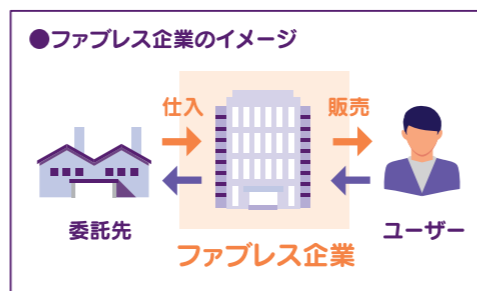 ●ファブレス企業のイメージ
仕入
販売
委託先
ユーザー
ファブレス企業